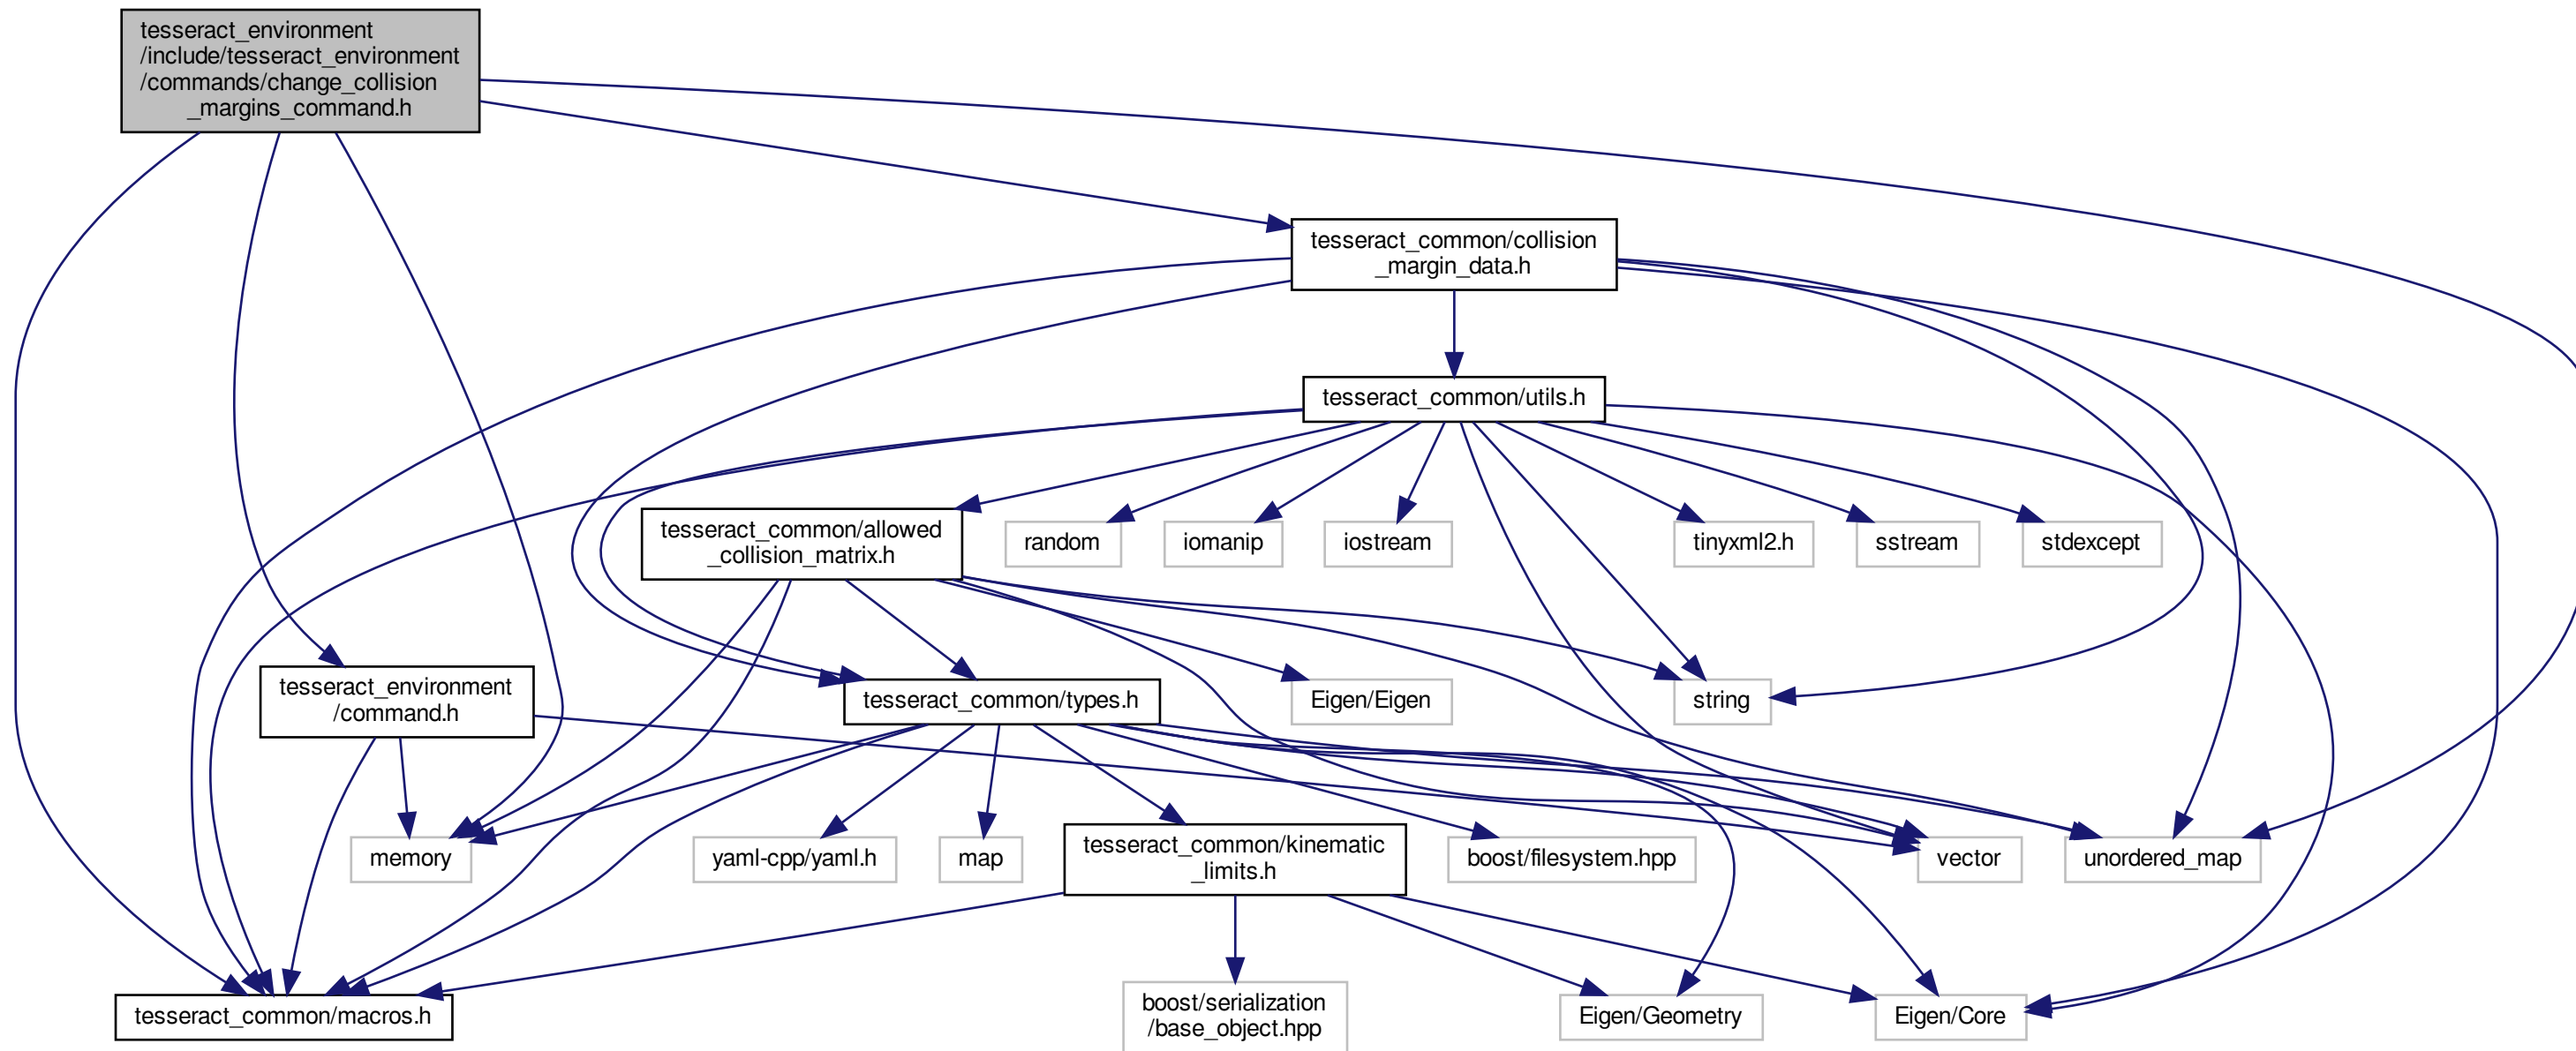 tesseract_environment
/include/tesseract_environment
/commands/change_collision
_margins_command.h
tesseract_common/collision
_margin_data.h
tesseract_common/utils.h
tesseract_common/allowed
_collision_matrix.h
random
iomanip
iostream
tinyxml2.h
sstream
stdexcept
tesseract_environment
/command.h
tesseract_common/types.h
Eigen/Eigen
string
memory
yaml-cpp/yaml.h
map
tesseract_common/kinematic
_limits.h
boost/filesystem.hpp
vector
unordered_map
tesseract_common/macros.h
boost/serialization
/base_object.hpp
Eigen/Geometry
Eigen/Core